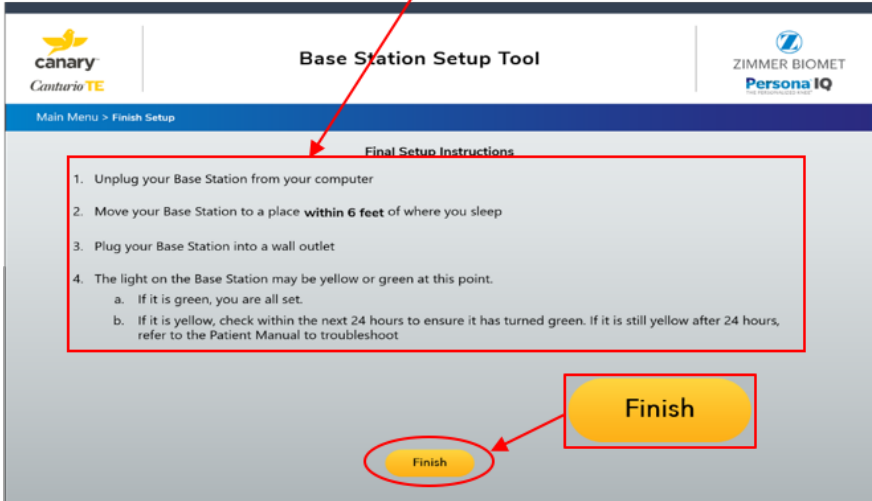 canary
Canturio TE
Base Station Setup Tool
ZIMMER BIOMET
Persona IQ
THE PERSONALIZED KNEE
Main Menu > Finish Setup
Final Setup Instructions
1. Unplug your Base Station from your computer
2. Move your Base Station to a place within 6 feet of where you sleep
3. Plug your Base Station into a wall outlet
4. The light on the Base Station may be yellow or green at this point.
a. If it is green, you are all set.
b. If it is yellow, check within the next 24 hours to ensure it has turned green. If it is still yellow after 24 hours,
refer to the Patient Manual to troubleshoot
Finish
Finish